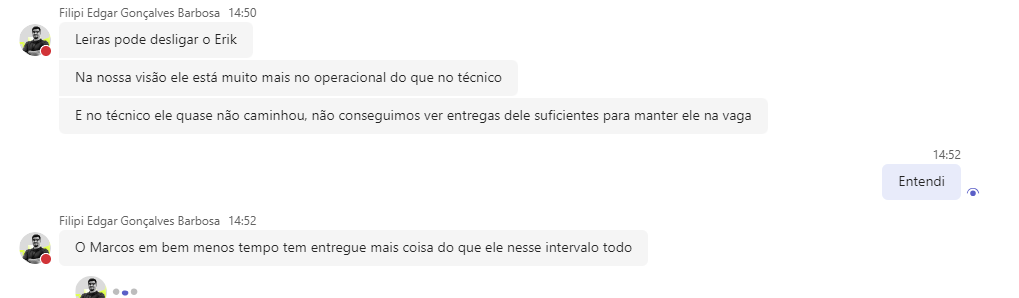 Filipi Edgar Gonçalves Barbosa 14:50
Leiras pode desligar o Erik
Na nossa visão ele está muito mais no operacional do que no técnico
E no técnico ele quase não caminhou, não conseguimos ver entregas dele suficientes para manter ele na vaga
14:52
Entendi
Filipi Edgar Gonçalves Barbosa 14:52
O Marcos em bem menos tempo tem entregue mais coisa do que ele nesse intervalo todo